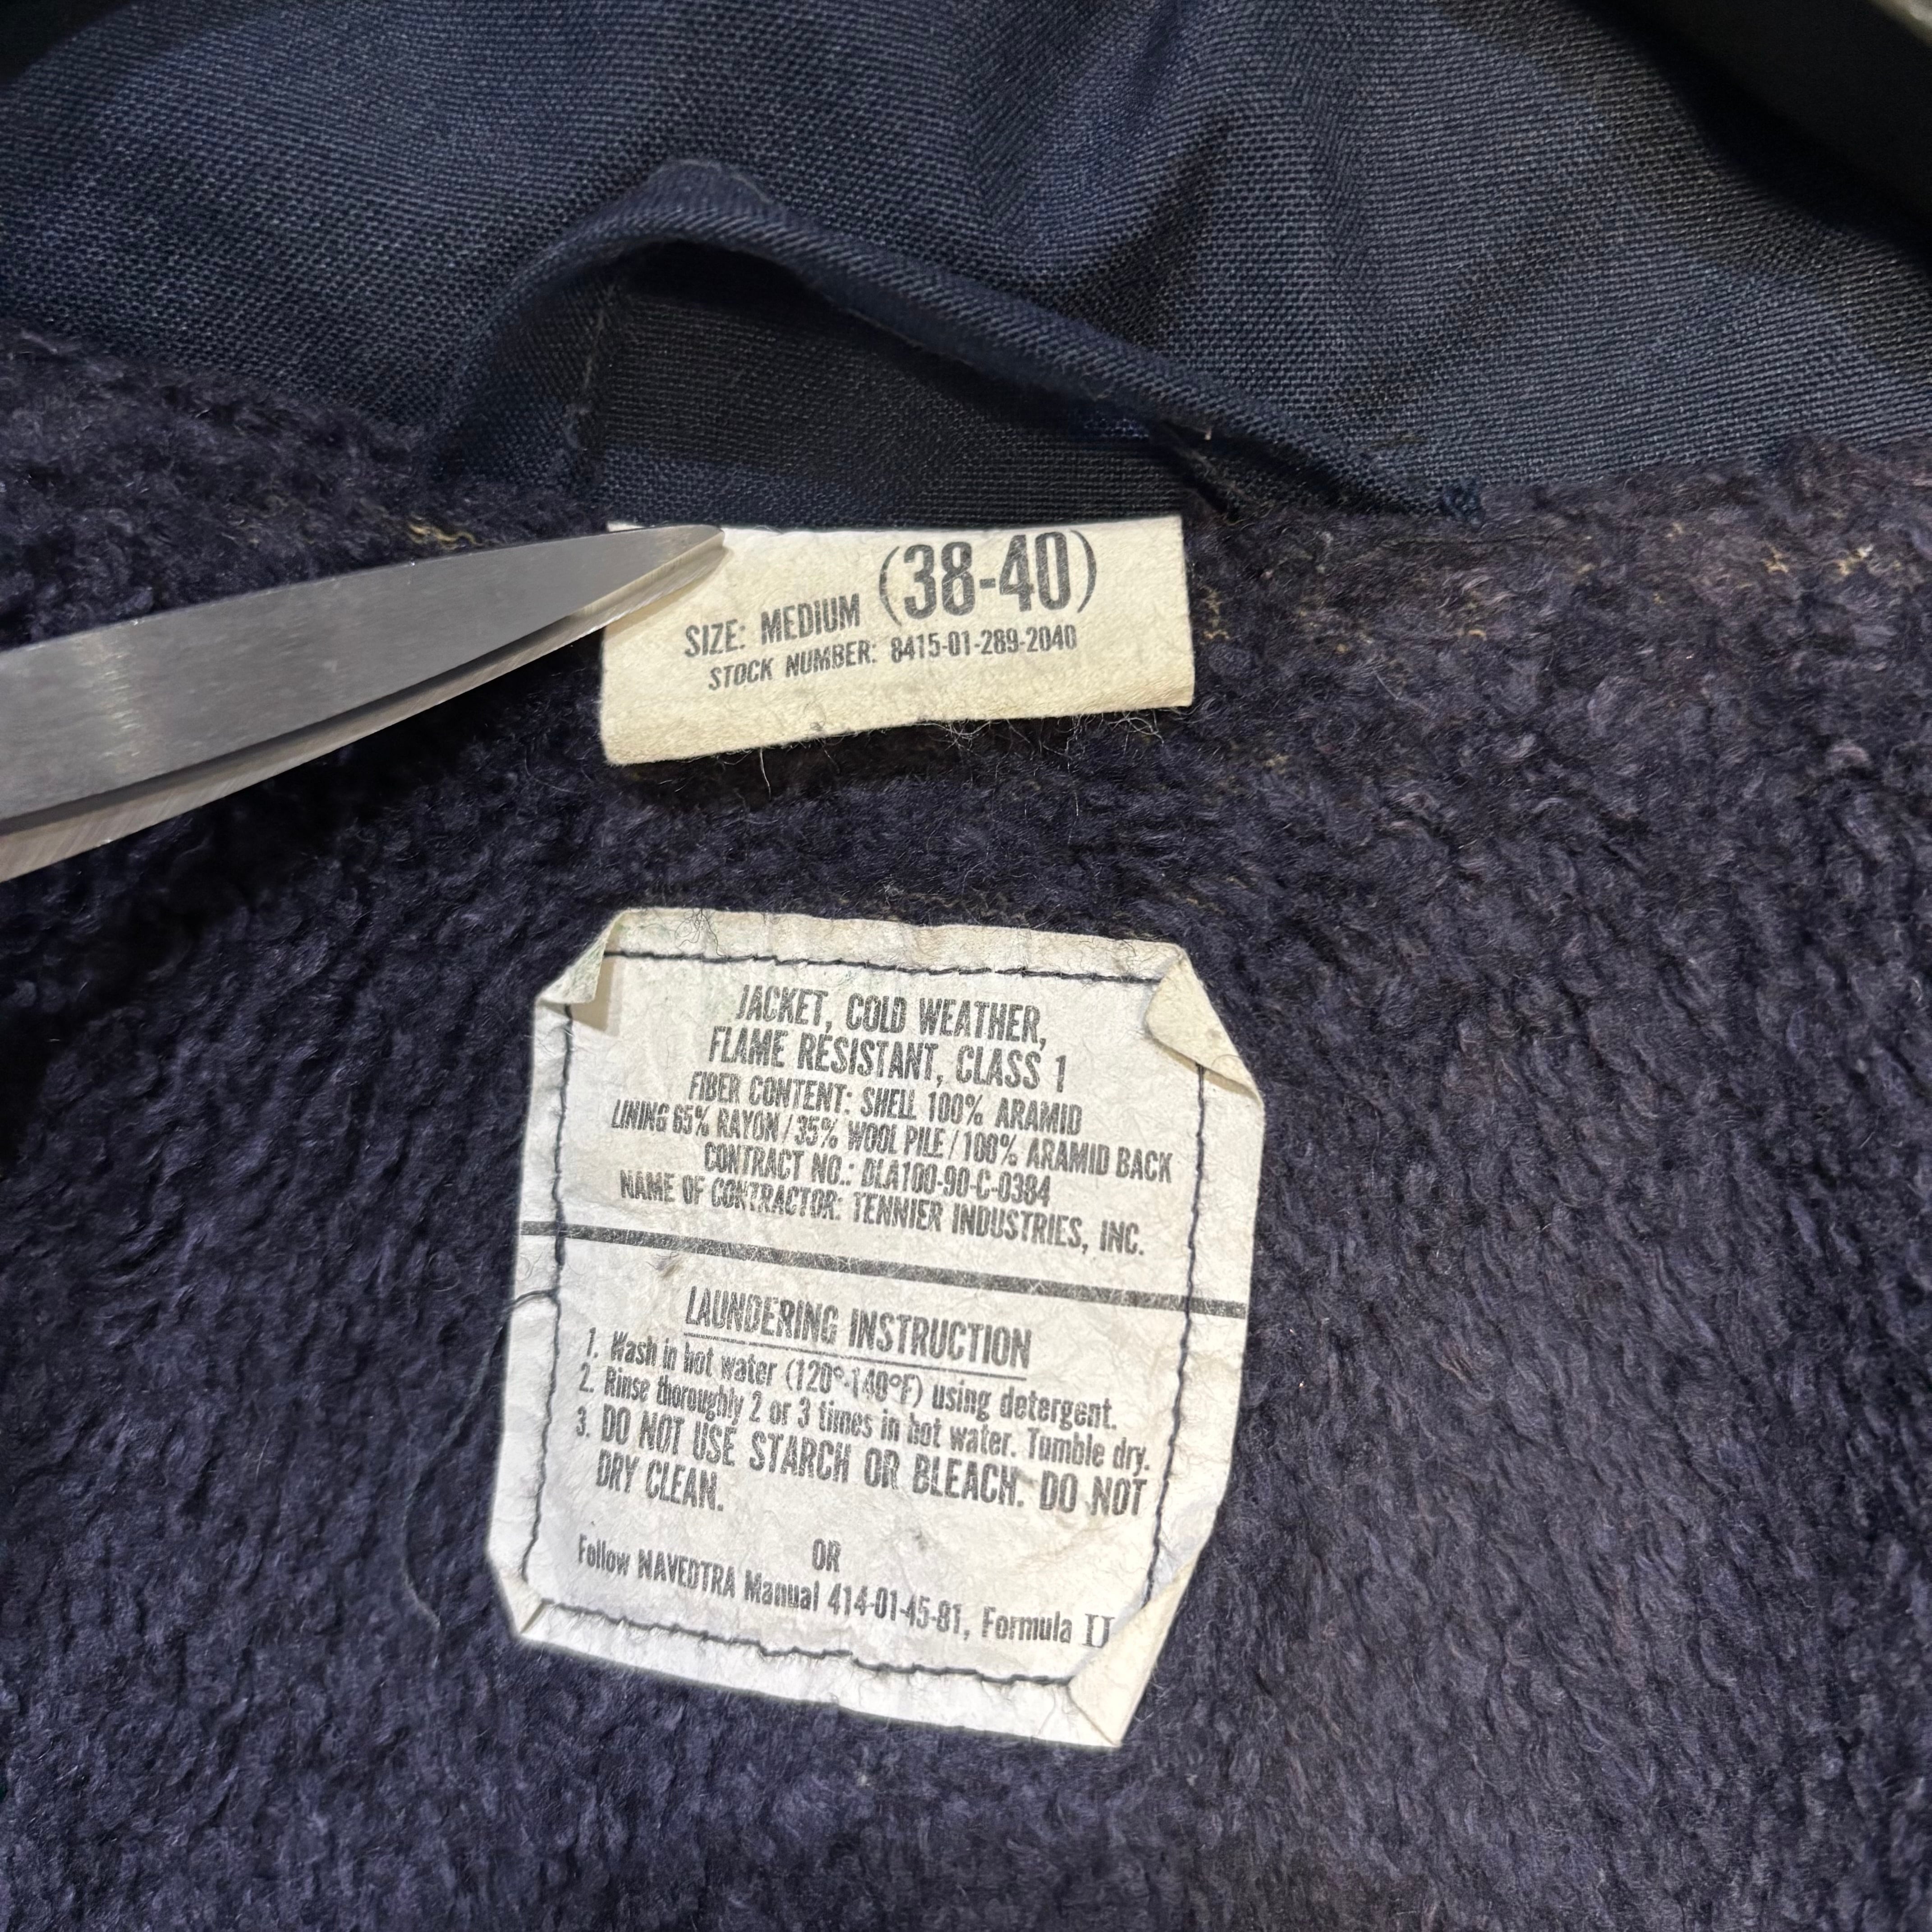 SIZE: MEDIUM (38-40)
STOCK NUMBER: 8415-01-289-2040
JACKET, COLD WEATHER,
FLAME RESISTANT, CLASS 1
FIBER CONTENT: SHELL 100% ARAMID
LINING 65% RAYON / 35% WOOL PILE / 100% ARAMID BACK
CONTRACT NO.: DLA100-90-C-0384
NAME OF CONTRACTOR: TENNIER INDUSTRIES, INC.
LAUNDERING INSTRUCTION
1. Wash in hot water (120°-140°F) using detergent.
2. Rinse thoroughly 2 or 3 times in hot water. Tumble dry.
3. DO NOT USE STARCH OR BLEACH. DO NOT
DRY CLEAN.
OR
Follow NAVEDTRA Manual 414-01-45-81, Formula II